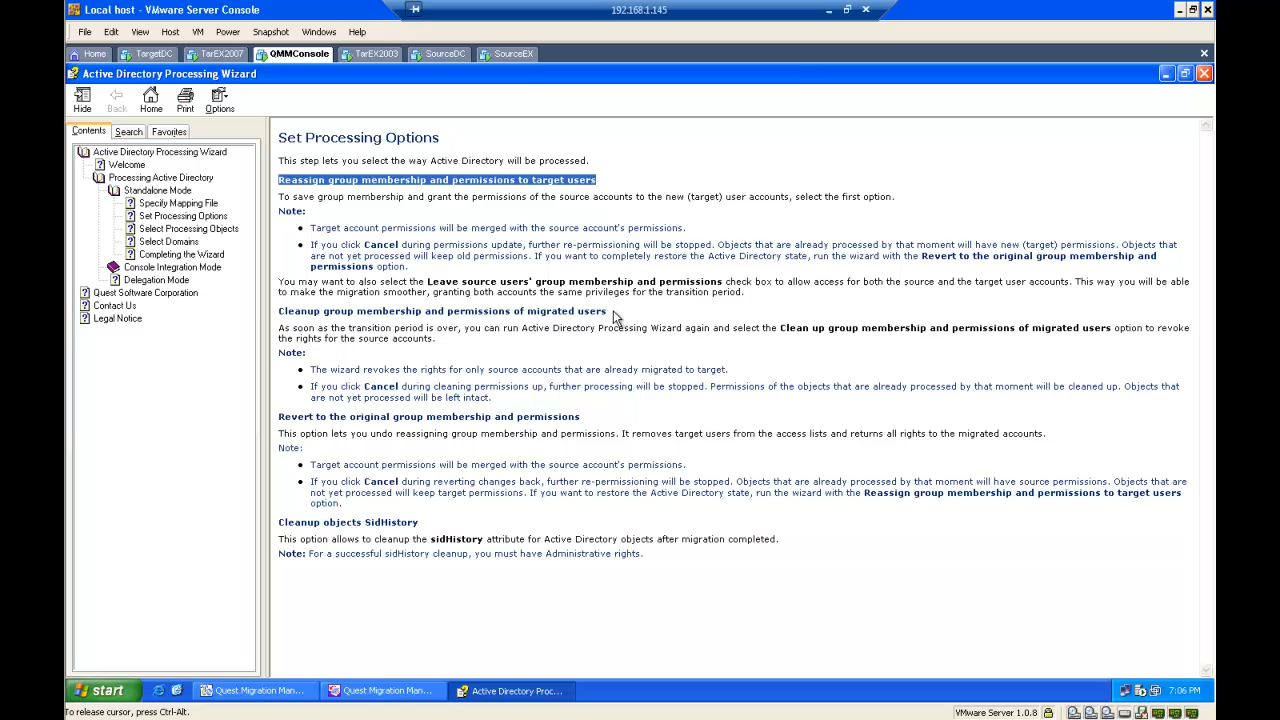 Local host - VMware Server Console
192.168.1.145
File Edit View Host VM Power Snapshot Windows Help
Home TargetDC TarEX2007 QMMConsole TarEX2003 SourceDC SourceEX
Active Directory Processing Wizard
Hide Back Home Print Options
Contents Search Favorites
Active Directory Processing Wizard
Welcome
Processing Active Directory
Standalone Mode
Specify Mapping File
Set Processing Options
Select Processing Objects
Select Domains
Completing the Wizard
Console Integration Mode
Delegation Mode
Quest Software Corporation
Contact Us
Legal Notice
Set Processing Options
This step lets you select the way Active Directory will be processed.
Reassign group membership and permissions to target users
To save group membership and grant the permissions of the source accounts to the new (target) user accounts, select the first option.
Note:
• Target account permissions will be merged with the source account's permissions.
• If you click Cancel during permissions update, further re-permissioning will be stopped. Objects that are already processed by that moment will have new (target) permissions. Objects that
are not yet processed will keep old permissions. If you want to completely restore the Active Directory state, run the wizard with the Revert to the original group membership and
permissions option.
You may want to also select the Leave source users' group membership and permissions check box to allow access for both the source and the target user accounts. This way you will be able
to make the migration smoother, granting both accounts the same privileges for the transition period.
Cleanup group membership and permissions of migrated users
As soon as the transition period is over, you can run Active Directory Processing Wizard again and select the Clean up group membership and permissions of migrated users option to revoke
the rights for the source accounts.
Note:
• The wizard revokes the rights for only source accounts that are already migrated to target.
• If you click Cancel during cleaning permissions up, further processing will be stopped. Permissions of the objects that are already processed by that moment will be cleaned up. Objects that
are not yet processed will be left intact.
Revert to the original group membership and permissions
This option lets you undo reassigning group membership and permissions. It removes target users from the access lists and returns all rights to the migrated accounts.
Note:
• Target account permissions will be merged with the source account's permissions.
• If you click Cancel during reverting changes back, further re-permissioning will be stopped. Objects that are already processed by that moment will have source permissions. Objects that are
not yet processed will keep target permissions. If you want to restore the Active Directory state, run the wizard with the Reassign group membership and permissions to target users
option.
Cleanup objects SidHistory
This option allows to cleanup the sidHistory attribute for Active Directory objects after migration completed.
Note: For a successful sidHistory cleanup, you must have Administrative rights.
start Quest Migration Man... Quest Migration Man... Active Directory Proc... 7:06 PM
To release cursor, press Ctrl-Alt. VMware Server 1.0.8